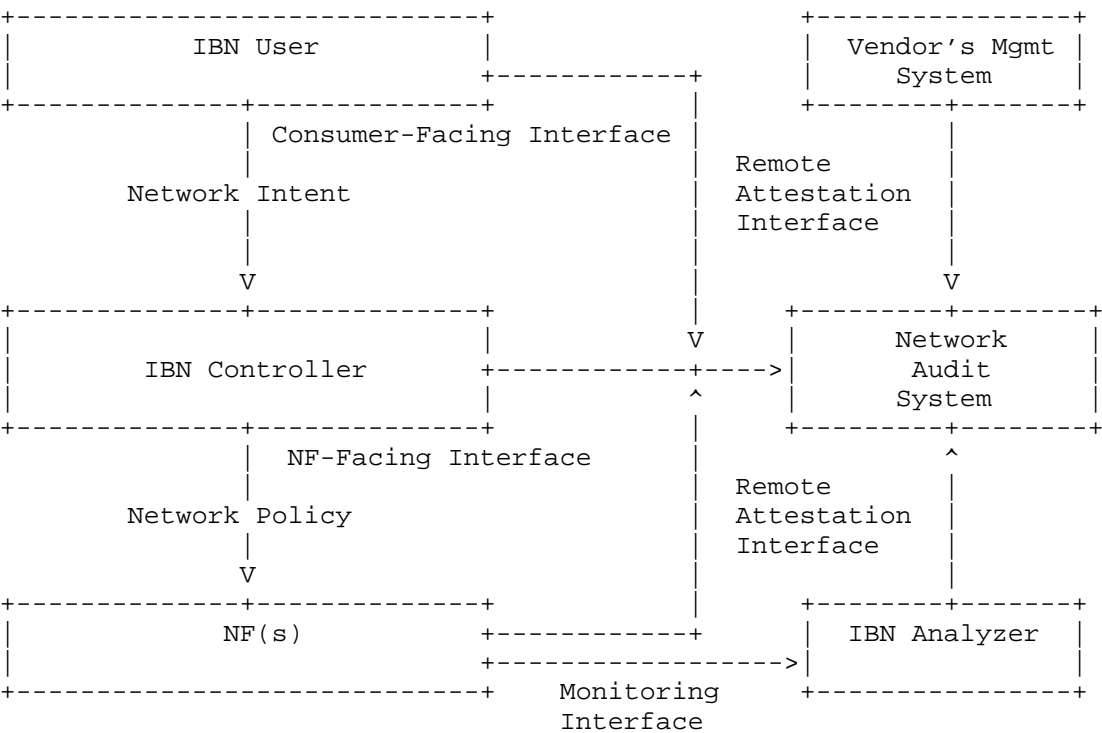 IBN User
Vendor's Mgmt
System
Consumer-Facing Interface
Remote
Network Intent
Attestation
Interface
V
V
Network
V
IBN Controller
Audit
System
NF-Facing Interface
Remote
Network Policy
Attestation
Interface
V
NF(s)
IBN Analyzer
Monitoring
Interface